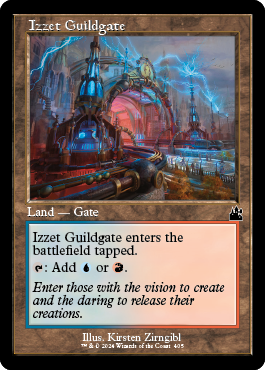 Izzet Guildgate
Land — Gate
Izzet Guildgate enters the
battlefield tapped.
: Add or .
Enter those with the vision to create
and the daring to release their
creations.
Illus. Kirsten Zirngibl
™ & © 2024 Wizards of the Coast 405